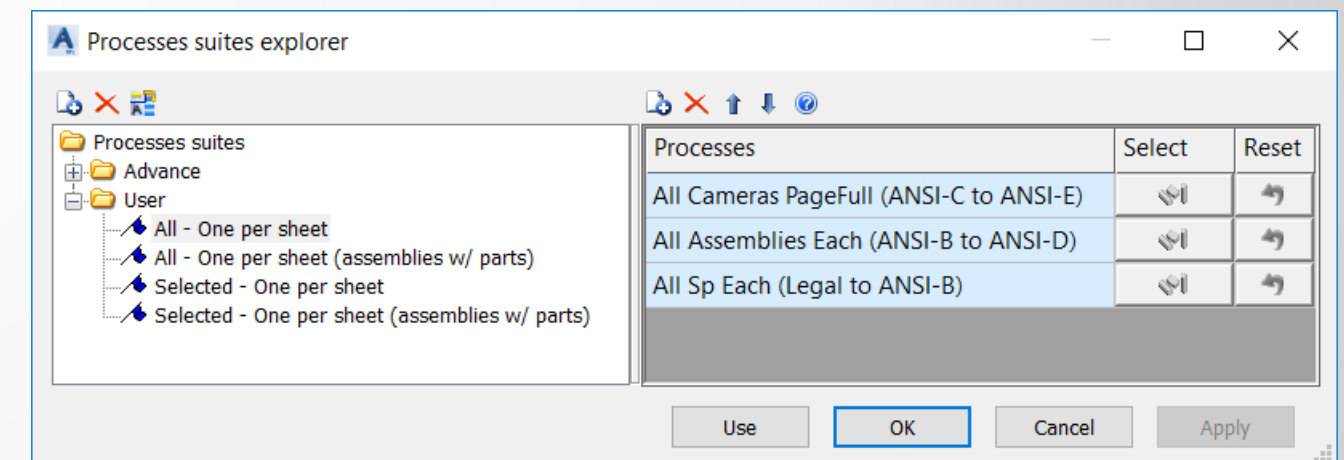 Processes suites explorer
Processes suites
Advance
User
All - One per sheet
All - One per sheet (assemblies w/ parts)
Selected - One per sheet
Selected - One per sheet (assemblies w/ parts)
Processes Select Reset
All Cameras PageFull (ANSI-C to ANSI-E)
All Assemblies Each (ANSI-B to ANSI-D)
All Sp Each (Legal to ANSI-B)
Use OK Cancel Apply